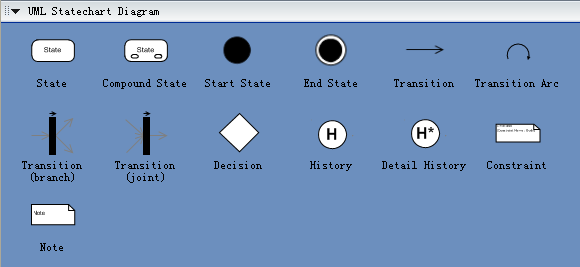 UML Statechart Diagram
State
State
State
Compound State
Start State
End State
Transition
Transition Arc
H
H*
Transition
(branch)
Transition
(joint)
Decision
History
Detail History
Constraint
Note
Note